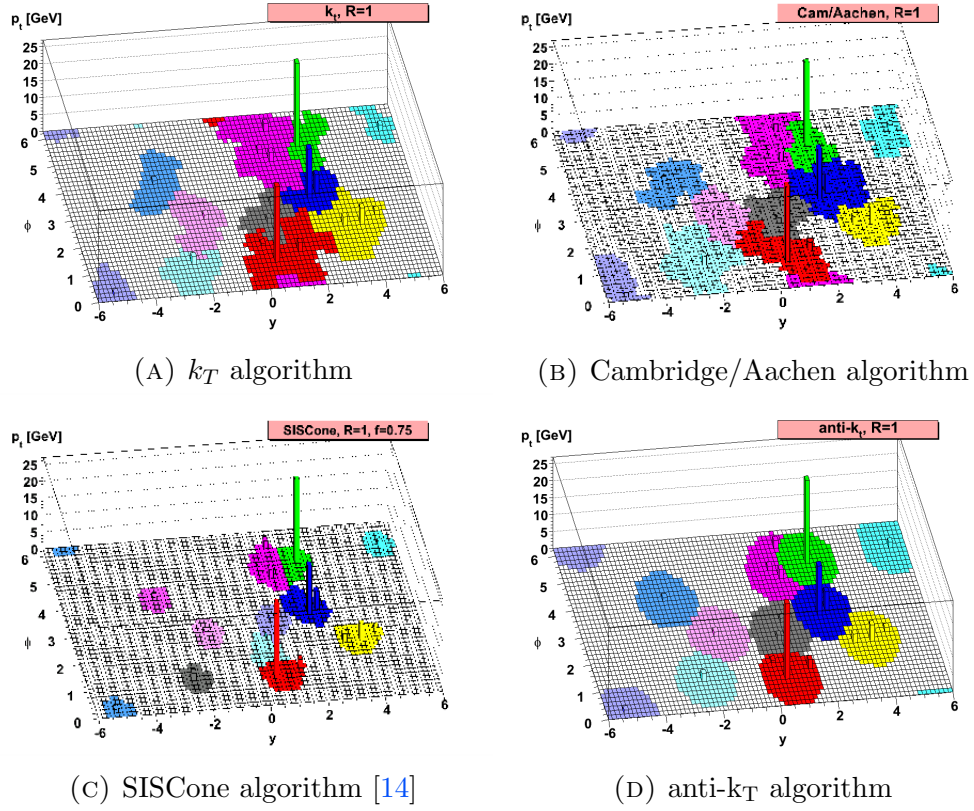 p_t [GeV]
k_t, R=1
25
20
15
10
5
0
6
5
4
ϕ 3
2
1
0
-6 -4 -2 0 2 4 6
y
(A) k_T algorithm
p_t [GeV]
Cam/Aachen, R=1
25
20
15
10
5
0
6
5
4
ϕ 3
2
1
0
-6 -4 -2 0 2 4 6
y
(B) Cambridge/Aachen algorithm
p_t [GeV]
SISCone, R=1, f=0.75
25
20
15
10
5
0
6
5
4
ϕ 3
2
1
0
-6 -4 -2 0 2 4 6
y
(C) SISCone algorithm [14]
p_t [GeV]
anti-k_t, R=1
25
20
15
10
5
0
6
5
4
ϕ 3
2
1
0
-6 -4 -2 0 2 4 6
y
(D) anti-k_T algorithm